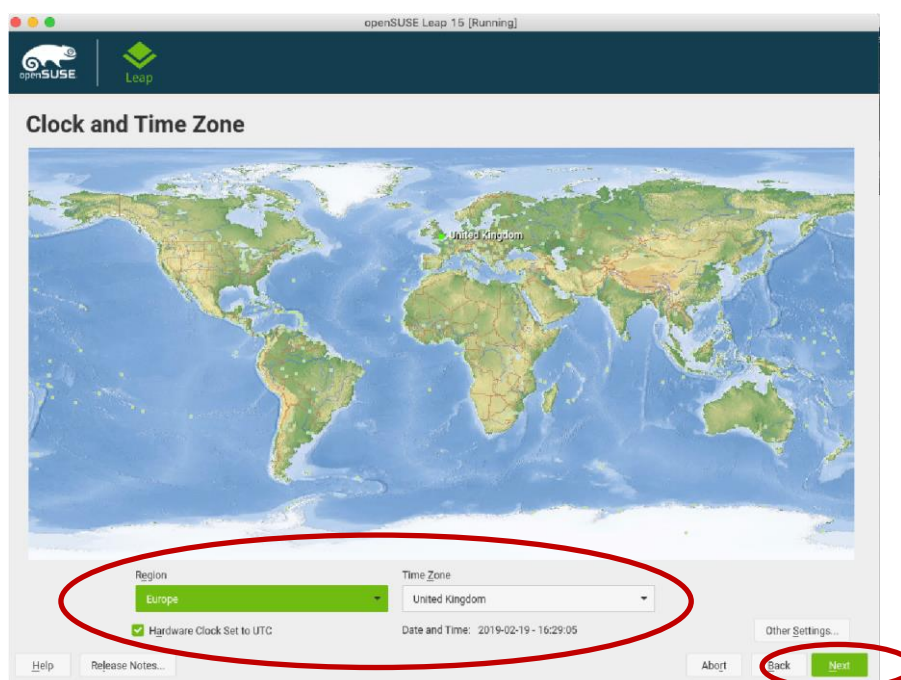 openSUSE Leap 15 [Running]
openSUSE
Leap
Clock and Time Zone
United Kingdom
Region
Time Zone
Europe
United Kingdom
Hardware Clock Set to UTC
Date and Time: 2019-02-19 - 16:29:05
Other Settings...
Help
Release Notes...
Abort
Back
Next